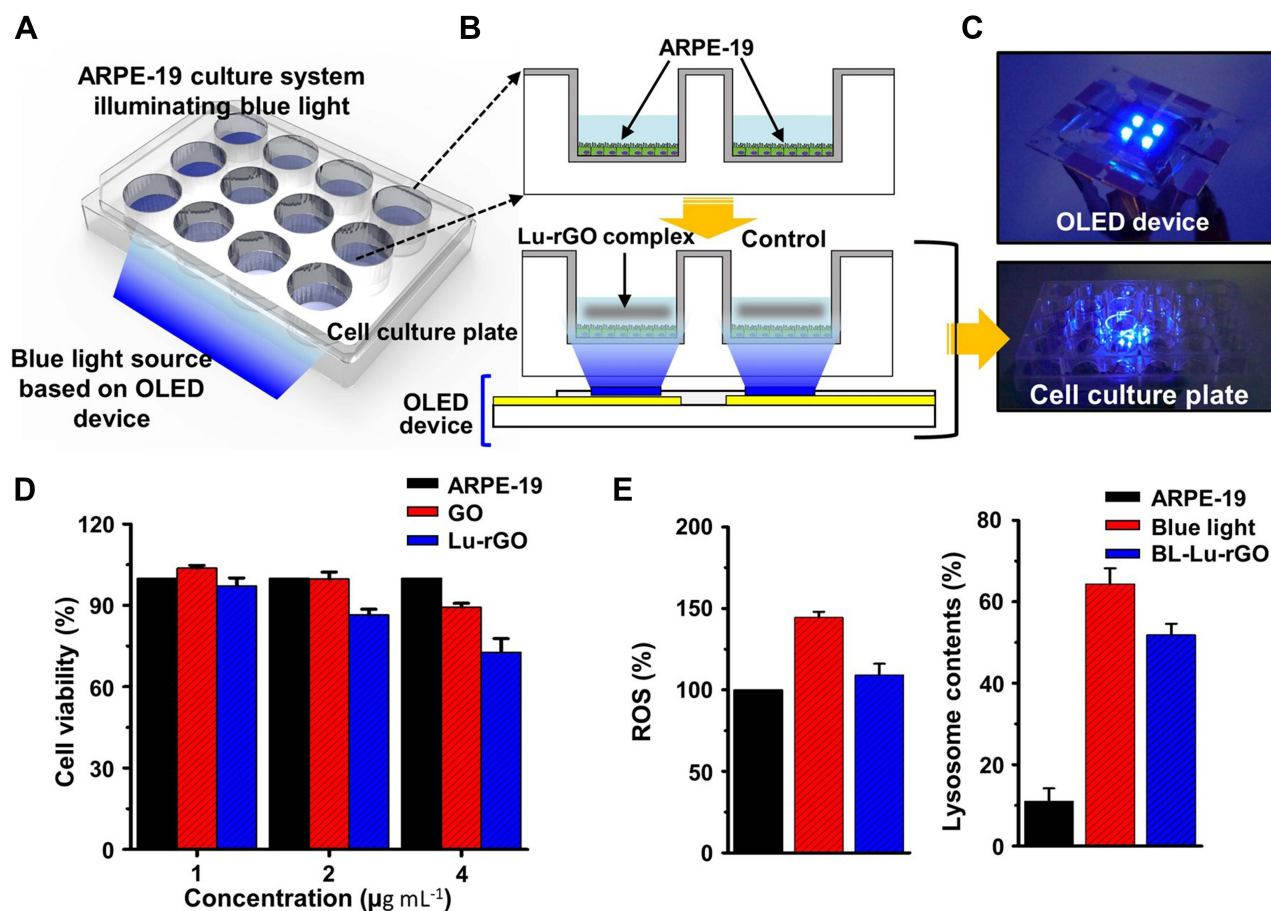 A
ARPE-19 culture system
illuminating blue light
Cell culture plate
Blue light source
based on OLED
device
B
ARPE-19
Lu-rGO complex
Control
OLED
device
C
OLED device
Cell culture plate
D
ARPE-19
GO
Lu-rGO
Cell viability (%)
120
90
60
30
0
1
2
4
Concentration (µg mL⁻¹)
E
ROS (%)
200
150
100
50
0
ARPE-19
Blue light
BL-Lu-rGO
Lysosome contents (%)
80
60
40
20
0